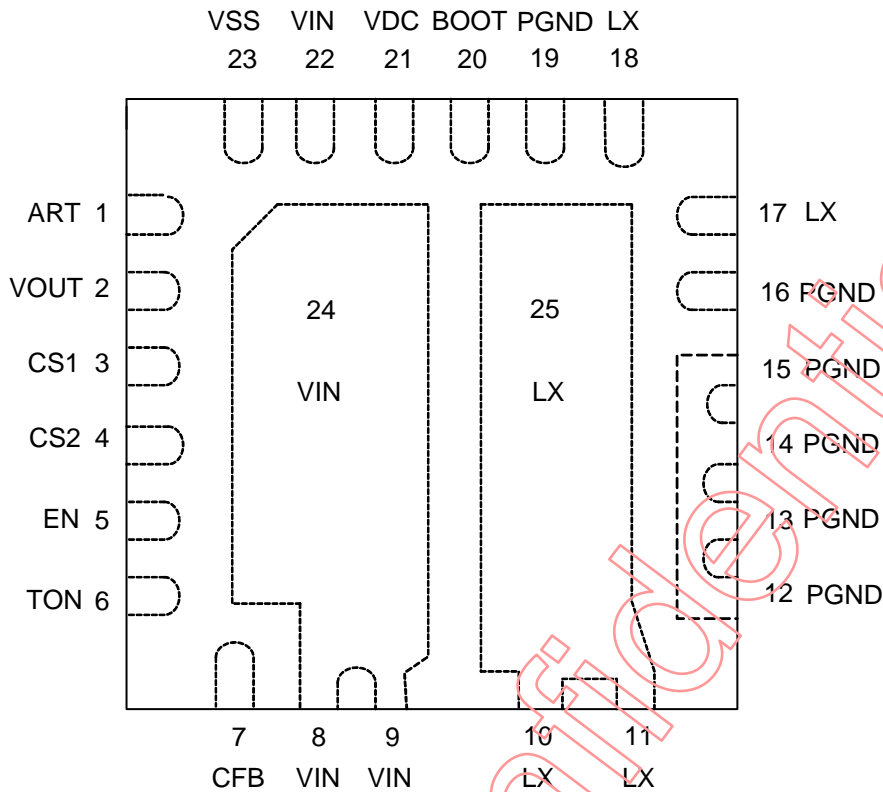 VSS VIN VDC BOOT PGND LX
23 22 21 20 19 18
ART 1
17 LX
VOUT 2
16 PGND
24
25
CS1 3
15 PGND
VIN
LX
CS2 4
14 PGND
EN 5
13 PGND
TON 6
12 PGND
7 8 9 10 11
CFB VIN VIN LX LX
nfidenti